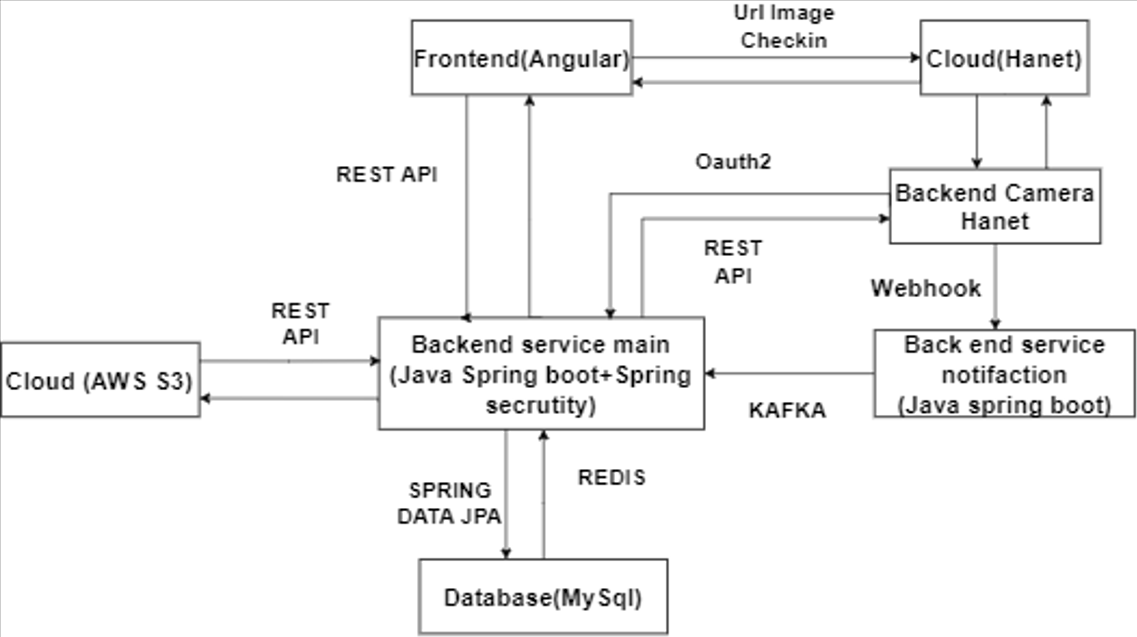 Url Image
Checkin
Frontend(Angular)
Cloud(Hanet)
REST API
Oauth2
Backend Camera
Hanet
REST
API
Webhook
REST
API
Backend service main
(Java Spring boot+Spring
secrutity)
Back end service
notifaction
(Java spring boot)
Cloud (AWS S3)
KAFKA
SPRING
DATA JPA
REDIS
Database(MySql)